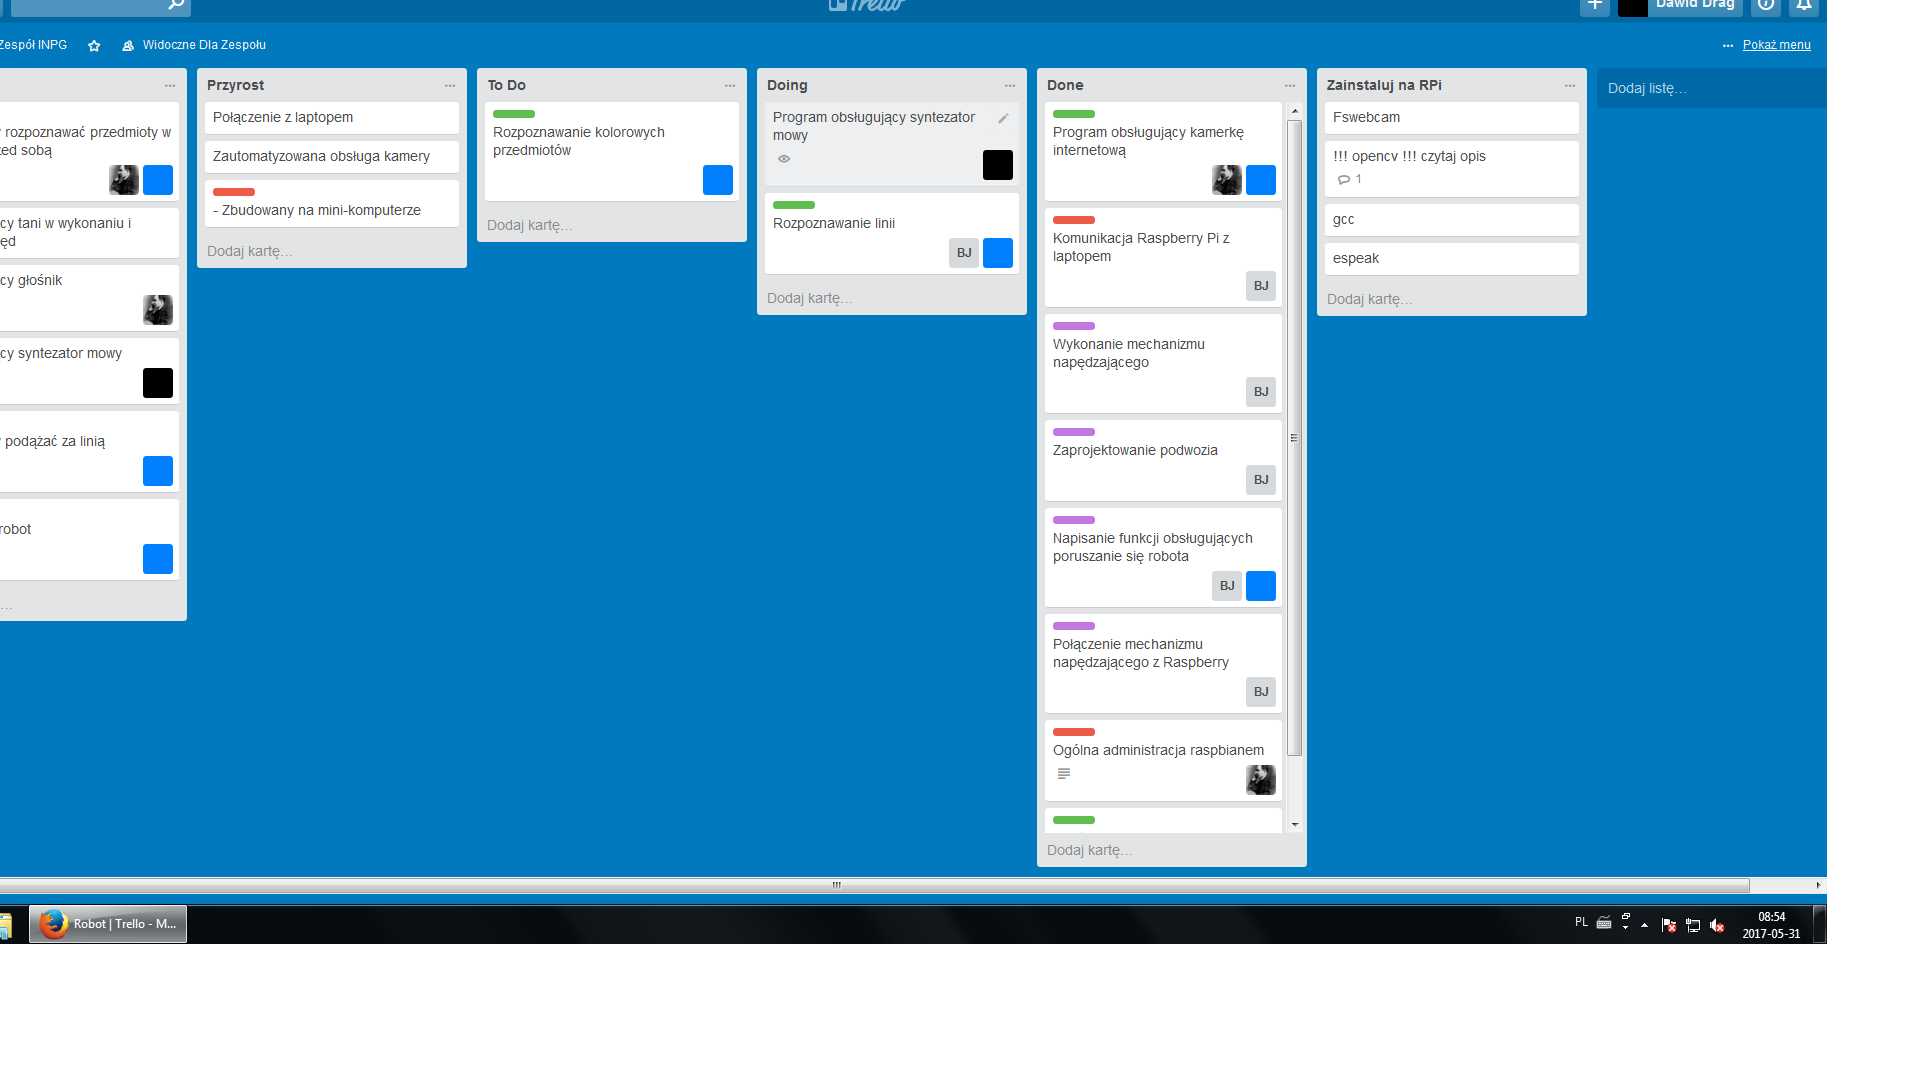 Trello
Dawid Drąg
Zespół INPG
Widoczne Dla Zespołu
Pokaż menu
rozpoznawać przedmioty w
zed sobą
cy tani w wykonaniu i
ęd
cy głośnik
cy syntezator mowy
podążać za linią
robot
…
Przyrost
Połączenie z laptopem
Zautomatyzowana obsługa kamery
- Zbudowany na mini-komputerze
Dodaj kartę…
To Do
Rozpoznawanie kolorowych
przedmiotów
Dodaj kartę…
Doing
Program obsługujący syntezator
mowy
Rozpoznawanie linii
BJ
Dodaj kartę…
Done
Program obsługujący kamerkę
internetową
Komunikacja Raspberry Pi z
laptopem
BJ
Wykonanie mechanizmu
napędzającego
BJ
Zaprojektowanie podwozia
BJ
Napisanie funkcji obsługujących
poruszanie się robota
BJ
Połączenie mechanizmu
napędzającego z Raspberry
BJ
Ogólna administracja raspbianem
Dodaj kartę…
Zainstaluj na RPi
Fswebcam
!!! opencv !!! czytaj opis
1
gcc
espeak
Dodaj kartę…
Dodaj listę…
Robot | Trello - M...
PL
08:54
2017-05-31